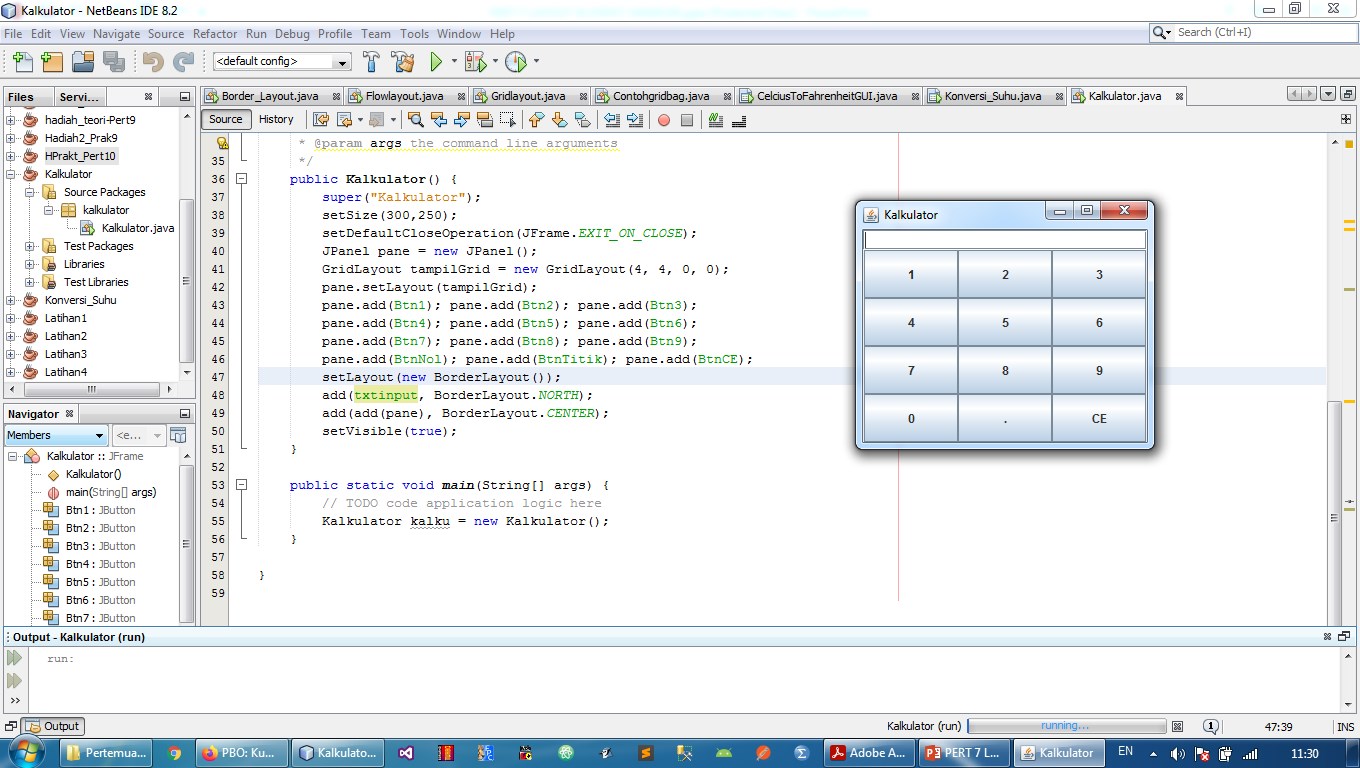 Kalkulator - NetBeans IDE 8.2
File Edit View Navigate Source Refactor Run Debug Profile Team Tools Window Help
Search (Ctrl+I)
<default config>
Files Servi...
Border_Layout.java Flowlayout.java Gridlayout.java Contohgridbag.java CelciusToFahrenheitGUI.java Konversi_Suhu.java Kalkulator.java
Source History
hadiah_teori-Pert9
Hadiah2_Prak9
HPrakt_Pert10
Kalkulator
Source Packages
kalkulator
Kalkulator.java
Test Packages
Libraries
Test Libraries
Konversi_Suhu
Latihan1
Latihan2
Latihan3
Latihan4
Navigator
Members <e...
Kalkulator :: JFrame
Kalkulator()
main(String[] args)
Btn1 : JButton
Btn2 : JButton
Btn3 : JButton
Btn4 : JButton
Btn5 : JButton
Btn6 : JButton
Btn7 : JButton
* @param args the command line arguments
35 */
36 public Kalkulator() {
37 super("Kalkulator");
38 setSize(300,250);
39 setDefaultCloseOperation(JFrame.EXIT_ON_CLOSE);
40 JPanel pane = new JPanel();
41 GridLayout tampilGrid = new GridLayout(4, 4, 0, 0);
42 pane.setLayout(tampilGrid);
43 pane.add(Btn1); pane.add(Btn2); pane.add(Btn3);
44 pane.add(Btn4); pane.add(Btn5); pane.add(Btn6);
45 pane.add(Btn7); pane.add(Btn8); pane.add(Btn9);
46 pane.add(BtnNol); pane.add(BtnTitik); pane.add(BtnCE);
47 setLayout(new BorderLayout());
48 add(txtinput, BorderLayout.NORTH);
49 add(add(pane), BorderLayout.CENTER);
50 setVisible(true);
51 }
52
53 public static void main(String[] args) {
54 // TODO code application logic here
55 Kalkulator kalku = new Kalkulator();
56 }
57
58 }
59
Kalkulator
1 2 3
4 5 6
7 8 9
0 . CE
Output - Kalkulator (run)
run:
Output
Kalkulator (run) running... 1 47:39 INS
Pertemua... PBO: Ku... Kalkulato... Adobe A... PERT 7 L... Kalkulator EN 11:30